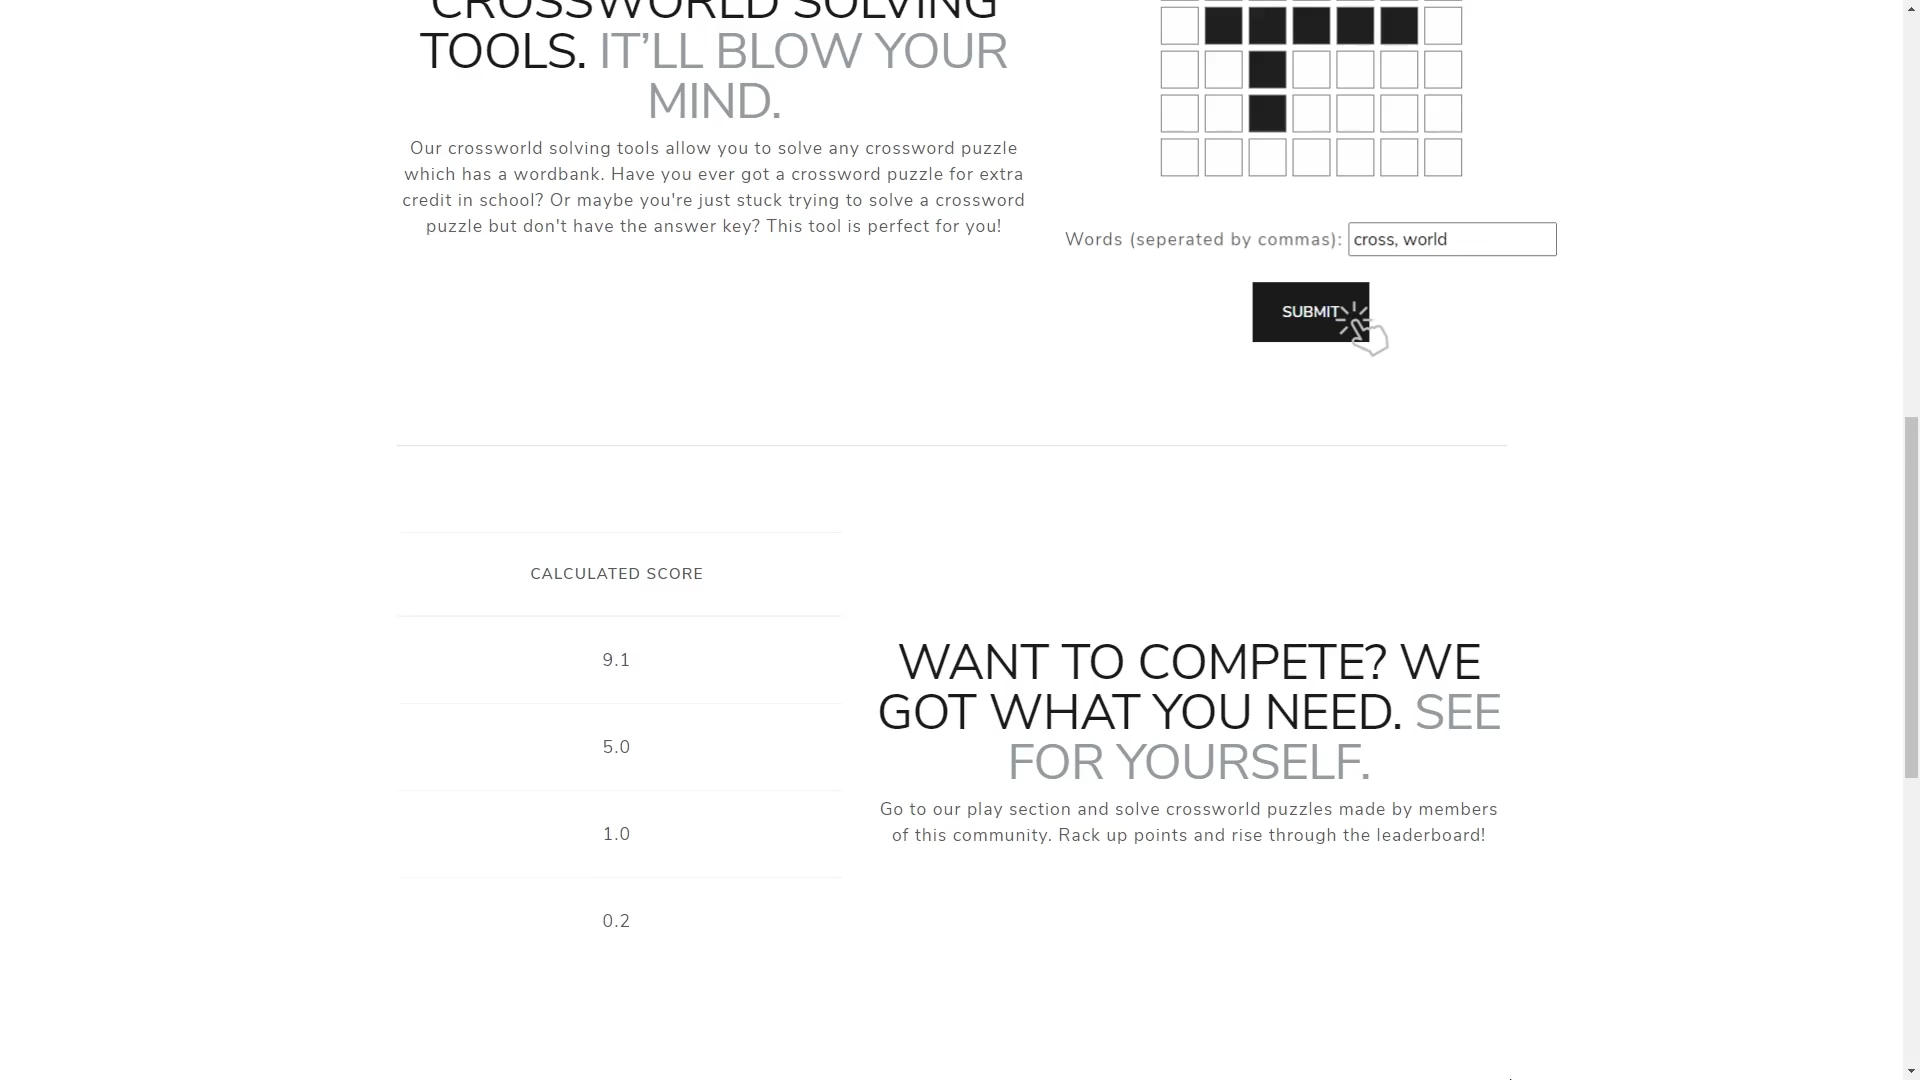 CROSSWORLD SOLVING
TOOLS. IT’LL BLOW YOUR
MIND.
Our crossworld solving tools allow you to solve any crossword puzzle
which has a wordbank. Have you ever got a crossword puzzle for extra
credit in school? Or maybe you're just stuck trying to solve a crossword
puzzle but don't have the answer key? This tool is perfect for you!
Words (seperated by commas): cross, world
SUBMIT
CALCULATED SCORE
9.1
5.0
1.0
0.2
WANT TO COMPETE? WE
GOT WHAT YOU NEED. SEE
FOR YOURSELF.
Go to our play section and solve crossworld puzzles made by members
of this community. Rack up points and rise through the leaderboard!